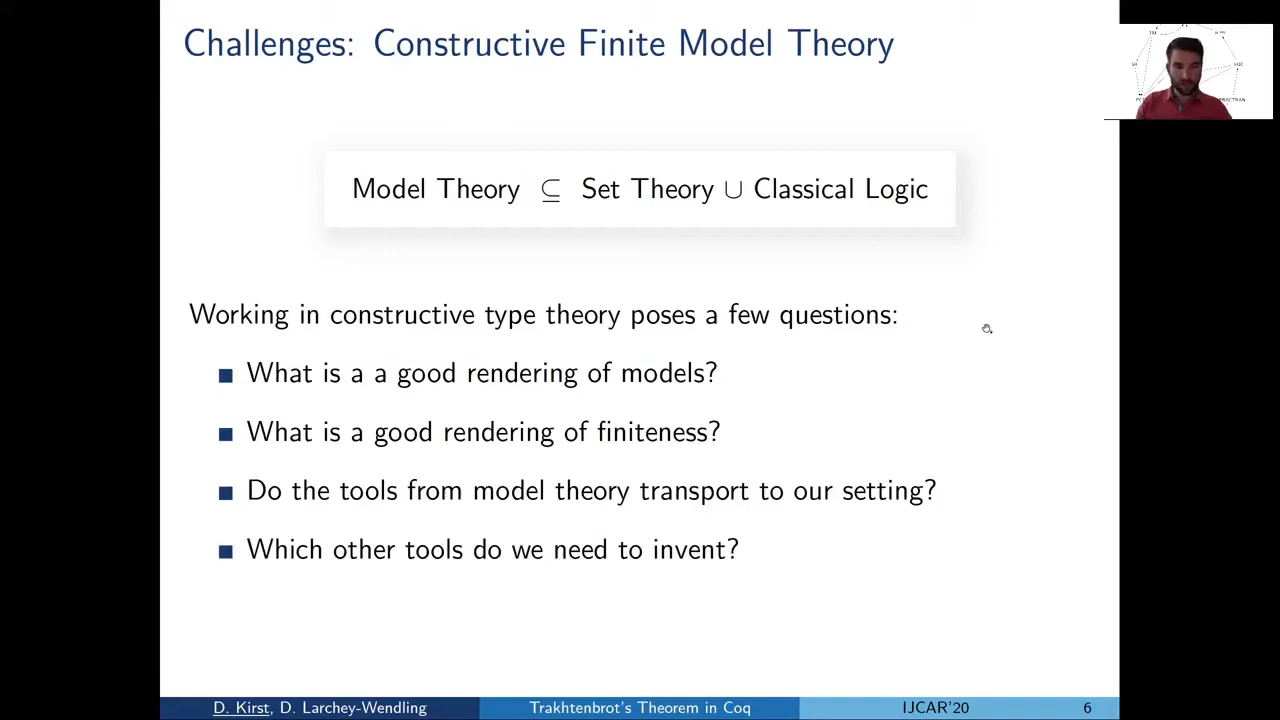 Challenges: Constructive Finite Model Theory
Model Theory ⊆ Set Theory ∪ Classical Logic
Working in constructive type theory poses a few questions:
What is a a good rendering of models?
What is a good rendering of finiteness?
Do the tools from model theory transport to our setting?
Which other tools do we need to invent?
D. Kirst, D. Larchey-Wendling
Trakhtenbrot's Theorem in Coq
IJCAR'20
6